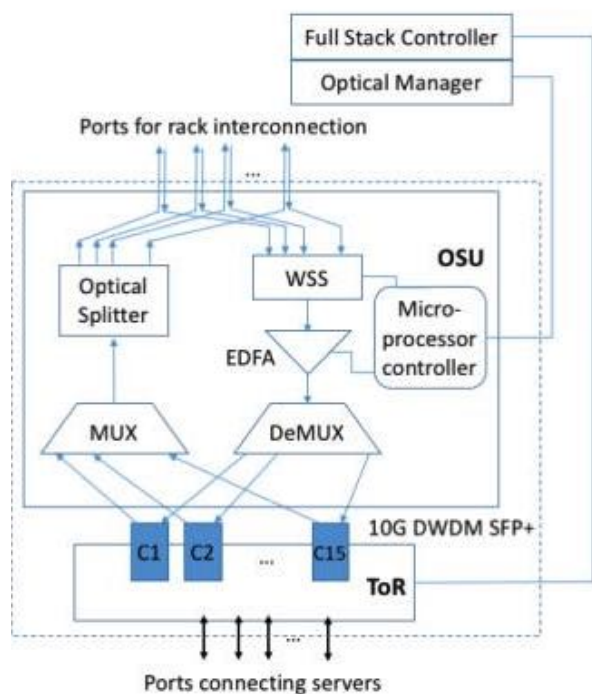 Full Stack Controller
Optical Manager
Ports for rack interconnection
...
OSU
Optical
Splitter
WSS
Micro-
processor
controller
EDFA
MUX
DeMUX
10G DWDM SFP+
C1
C2
...
C15
ToR
...
Ports connecting servers